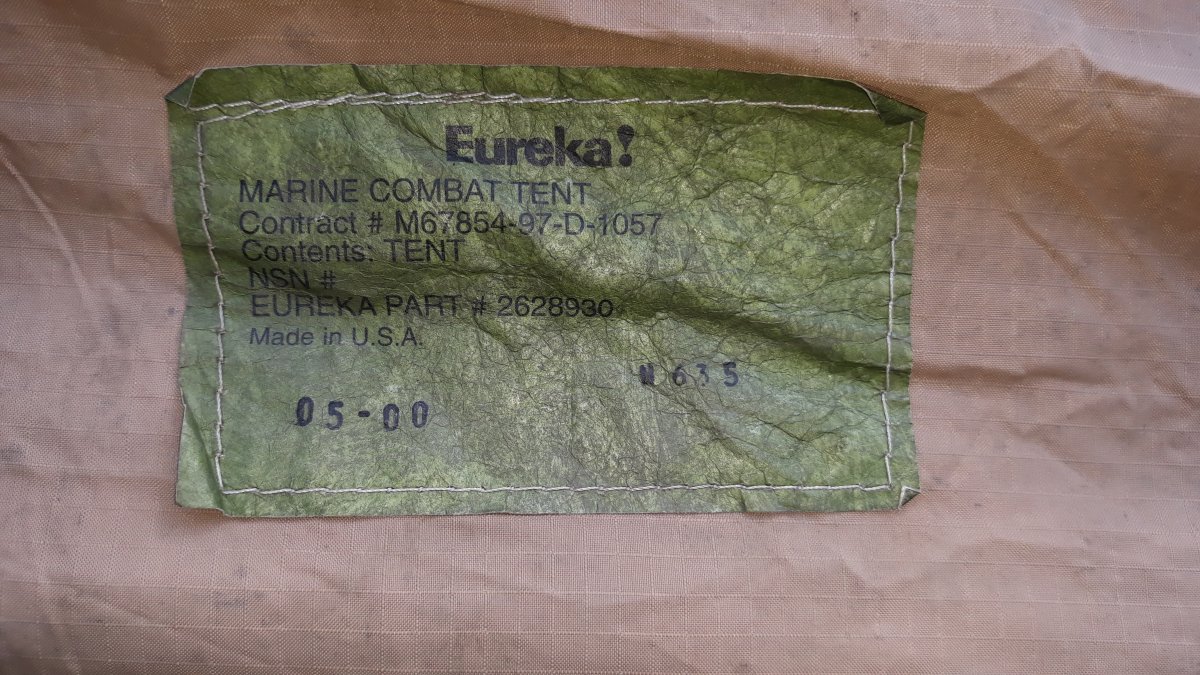 Eureka!
MARINE COMBAT TENT
Contract # M67854-97-D-1057
Contents: TENT
NSN #
EUREKA PART # 2628930
Made in U.S.A.
N 635
05-00